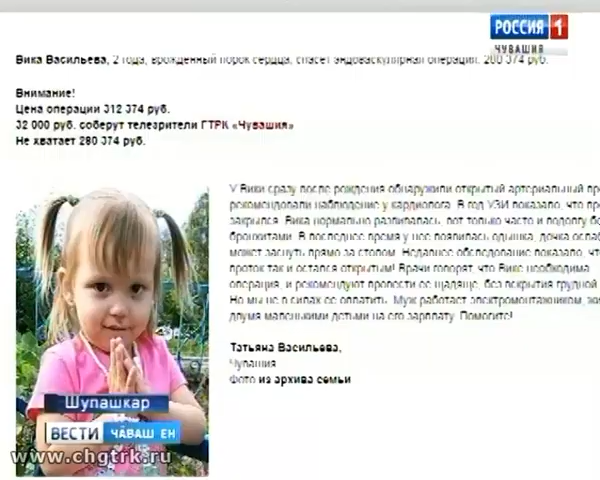 РОССИЯ 1
ЧУВАШИЯ
Вика Васильева, 2 года, врожденный порок сердца, спасет эндоваскулярная операция. 280 374 руб.
Внимание!
Цена операции 312 374 руб.
32 000 руб. соберут телезрители ГТРК «Чувашия»
Не хватает 280 374 руб.
У Вики сразу после рождения обнаружили открытый артериальный
рекомендовали наблюдение у кардиолога. В год УЗИ показало, что
закрылся. Вика нормально развивалась, вот только часто и подолгу
бронхитами. В последнее время у нее появилась одышка, дочка
может заснуть прямо за столом. Недавнее обследование показало,
проток так и остался открытым! Врачи говорят, что Вике необходима
операция, и рекомендуют провести ее щадяще, без вскрытия грудной
Но мы не в силах ее оплатить. Муж работает электромонтажником,
двумя маленькими детьми на его зарплату. Помогите!
Татьяна Васильева,
Чувашия
Фото из архива семьи
Шупашкар
ВЕСТИ ЧӐВАШ ЕН
www.chgtrk.ru